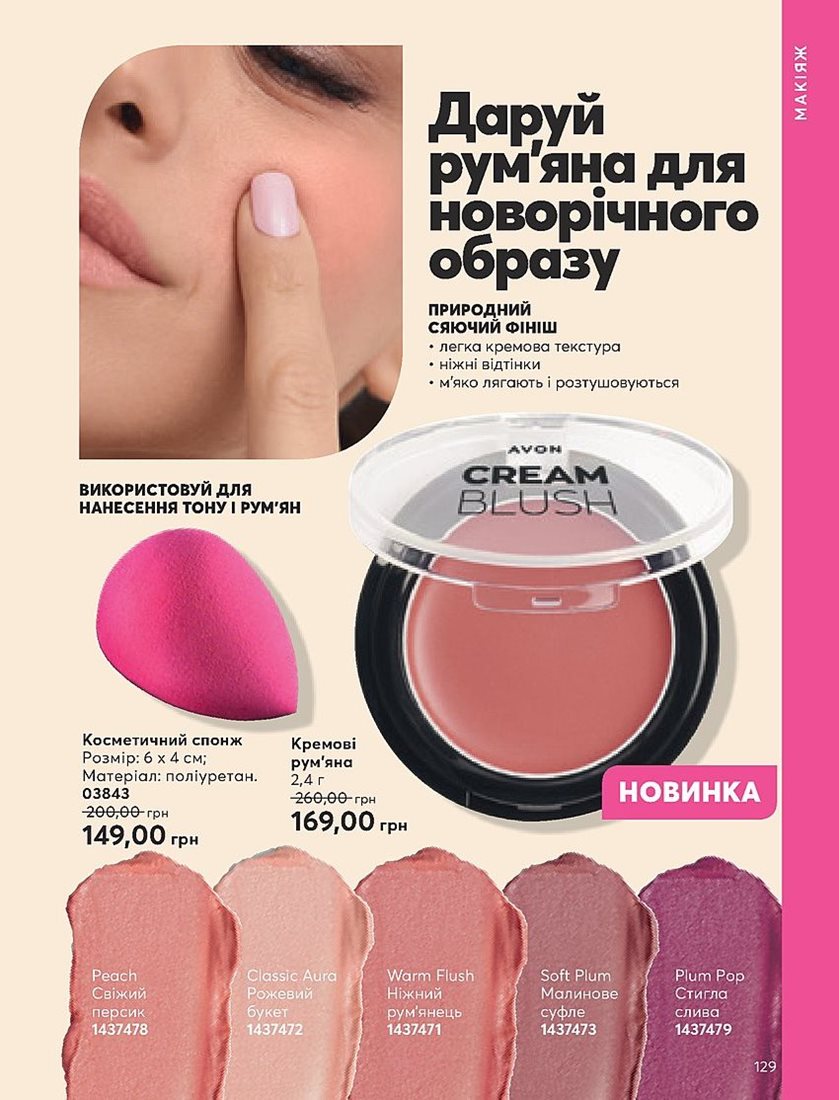 МАКІЯЖ
Даруй
рум'яна для
новорічного
образу
ПРИРОДНИЙ
СЯЮЧИЙ ФІНІШ
• легка кремова текстура
• ніжні відтінки
• м'яко лягають і розтушовуються
AVON
CREAM
BLUSH
ВИКОРИСТОВУЙ ДЛЯ
НАНЕСЕННЯ ТОНУ І РУМ'ЯН
Косметичний спонж
Розмір: 6 х 4 см;
Матеріал: поліуретан.
03843
200,00 грн
149,00 грн
Кремові
рум'яна
2,4 г
260,00 грн
169,00 грн
НОВИНКА
Peach
Свіжий
персик
1437478
Classic Aura
Рожевий
букет
1437472
Warm Flush
Ніжний
рум'янець
1437471
Soft Plum
Малинове
суфле
1437473
Plum Pop
Стигла
слива
1437479
129